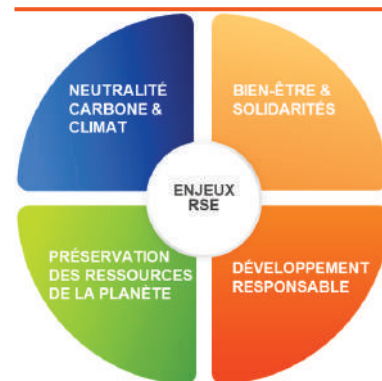 NEUTRALITÉ
CARBONE &
CLIMAT
BIEN-ÊTRE &
SOLIDARITÉS
ENJEUX
RSE
PRÉSERVATION
DES RESSOURCES
DE LA PLANÈTE
DÉVELOPPEMENT
RESPONSABLE